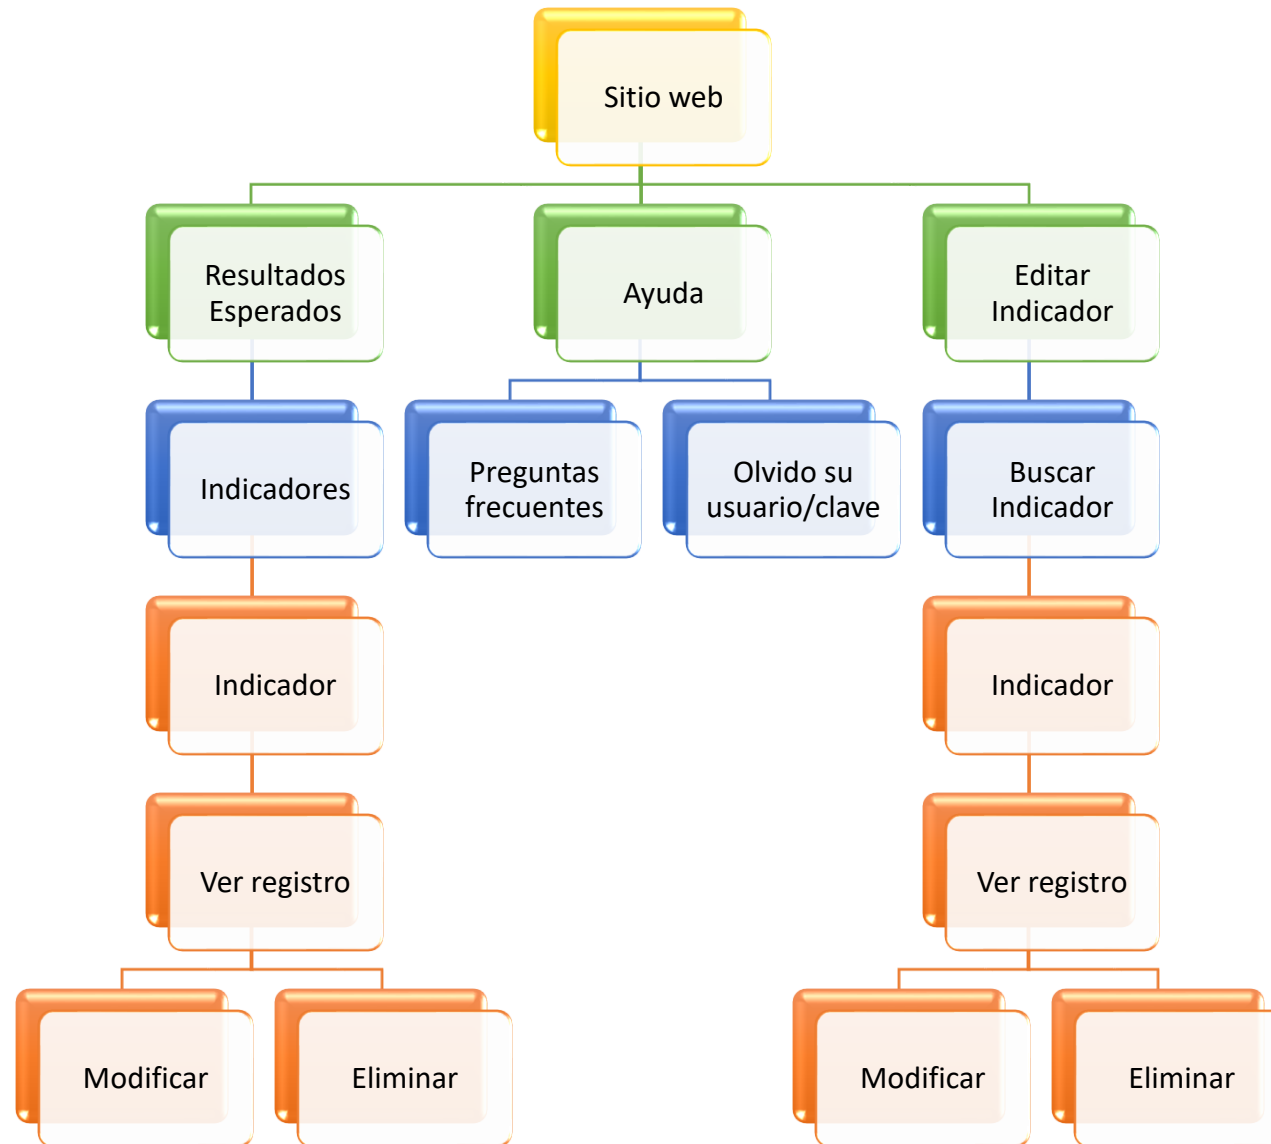 Sitio web
Resultados
Esperados
Ayuda
Editar
Indicador
Indicadores
Preguntas
frecuentes
Olvido su
usuario/clave
Buscar
Indicador
Indicador
Indicador
Ver registro
Ver registro
Modificar
Eliminar
Modificar
Eliminar